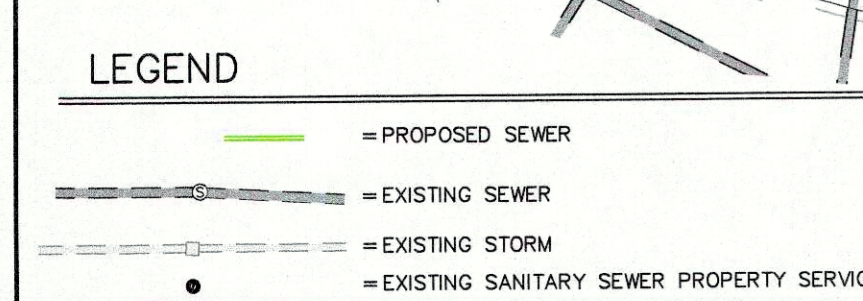 LEGEND
= PROPOSED SEWER
S = EXISTING SEWER
= EXISTING STORM
= EXISTING SANITARY SEWER PROPERTY